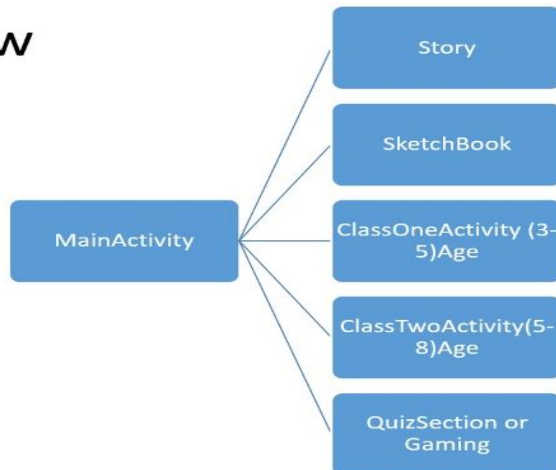 w
Story
SketchBook
MainActivity
ClassOneActivity (3-
5)Age
ClassTwoActivity(5-
8)Age
QuizSection or
Gaming